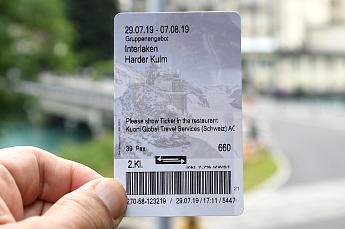 29.07.19 - 07.08.19
Gruppenangebot
Interlaken
Harder Kulm
Please show Ticket in the restaurant
Kuoni Global Travel Services (Schweiz) AG
39 Pax 660
2.Kl. inkl. 7,7% MWST
21
270-58-123219 / 29.07.19 / 17:11 / 5447